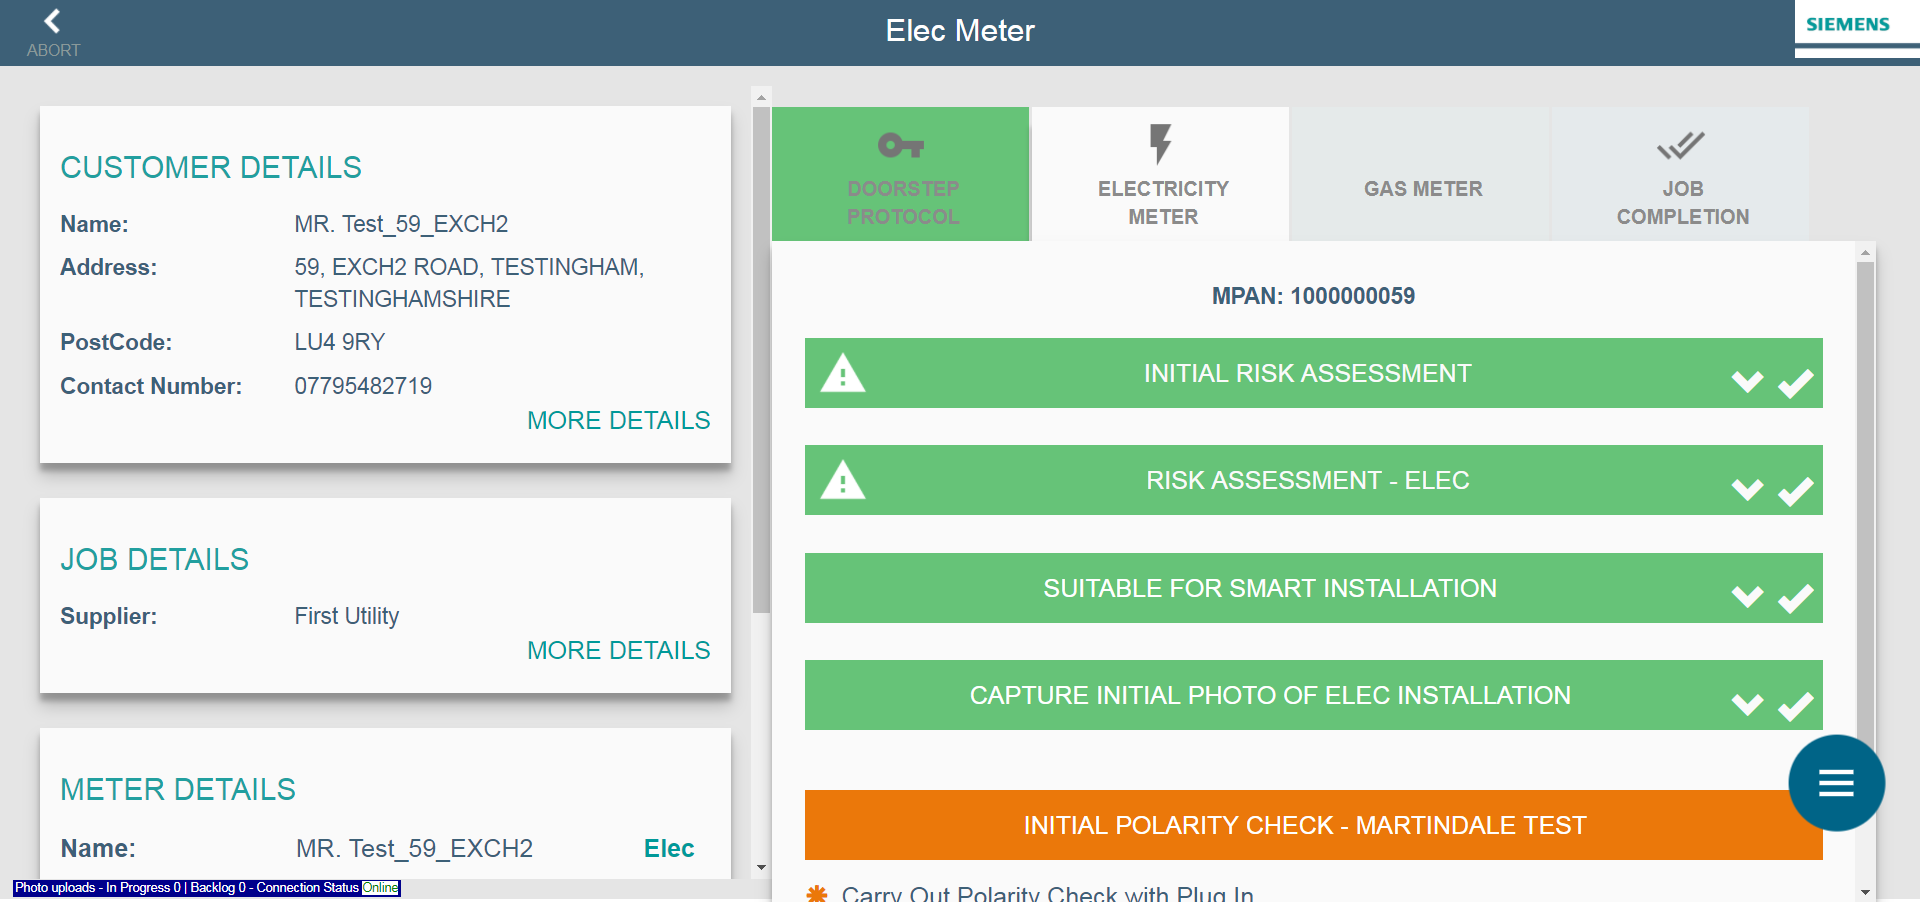 ABORT
Elec Meter
SIEMENS
CUSTOMER DETAILS
Name: MR. Test_59_EXCH2
Address: 59, EXCH2 ROAD, TESTINGHAM,
TESTINGHAMSHIRE
PostCode: LU4 9RY
Contact Number: 07795482719
MORE DETAILS
JOB DETAILS
Supplier: First Utility
MORE DETAILS
METER DETAILS
Name: MR. Test_59_EXCH2 Elec
Photo uploads - In Progress 0 | Backlog 0 - Connection Status Online
DOORSTEP
PROTOCOL
ELECTRICITY
METER
GAS METER
JOB
COMPLETION
MPAN: 1000000059
INITIAL RISK ASSESSMENT
RISK ASSESSMENT - ELEC
SUITABLE FOR SMART INSTALLATION
CAPTURE INITIAL PHOTO OF ELEC INSTALLATION
INITIAL POLARITY CHECK - MARTINDALE TEST
Carry Out Polarity Check with Plug In